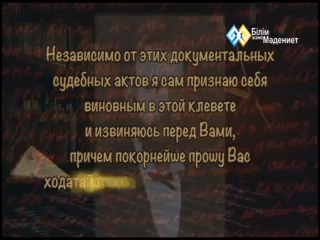 Білім
және
Мәдениет
Независимо от этих документальных
судебных актов я сам признаю себя
виновным в этой клевете
и извиняюсь перед Вами,
причем покорнейше прошу Вас